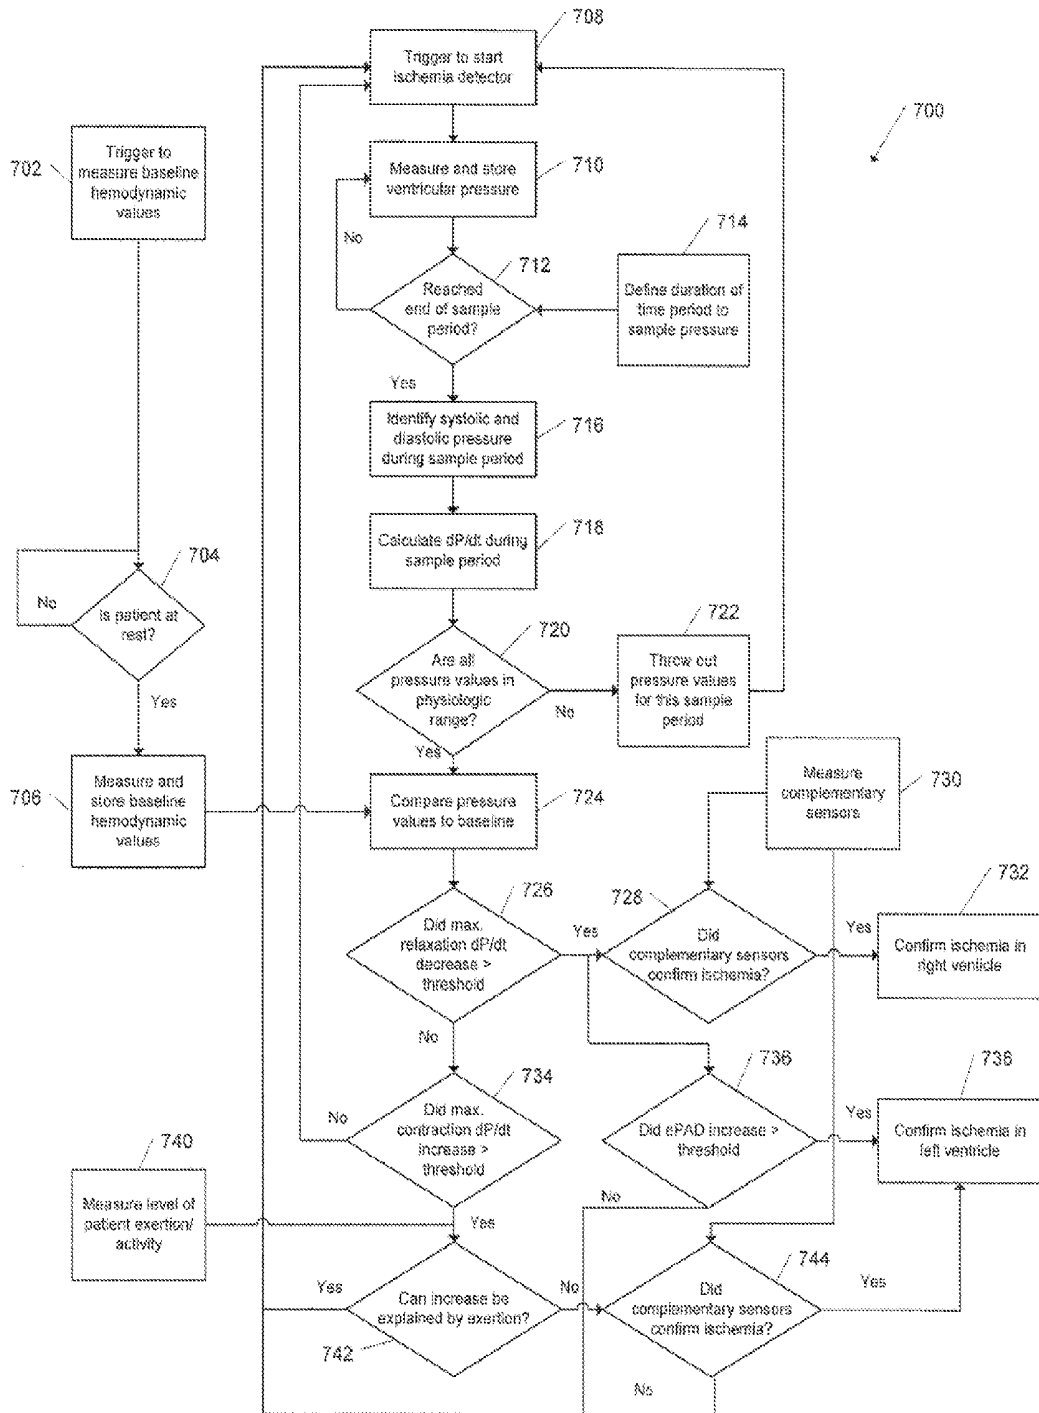 708
Trigger to start
ischemia detector
700
702
Trigger to
measure baseline
hemodynamic
values
Measure and store
ventricular pressure
710
No
712
Reached
end of sample
period?
714
Define duration of
time period to
sample pressure
Yes
Identify systolic and
diastolic pressure
during sample period
716
Calculate dP/dt during
sample period
718
704
No
Is patient at
rest?
Yes
720
Are all
pressure values in
physiologic
range?
No
Yes
722
Throw out
pressure values
for this sample
period
706
Measure and
store baseline
hemodynamic
values
Compare pressure
values to baseline
724
Measure
complementary
sensors
730
726
Did max.
relaxation dP/dt
decrease >
threshold
Yes
No
728
Did
complementary sensors
confirm ischemia?
Yes
732
Confirm ischemia in
right ventricle
734
No
Did max.
contraction dP/dt
increase >
threshold
Yes
736
Did ePAD increase >
threshold
Yes
No
738
Confirm ischemia in
left ventricle
740
Measure level of
patient exertion/
activity
Yes
Can increase be
explained by exertion?
742
No
744
Did
complementary sensors
confirm ischemia?
Yes
No